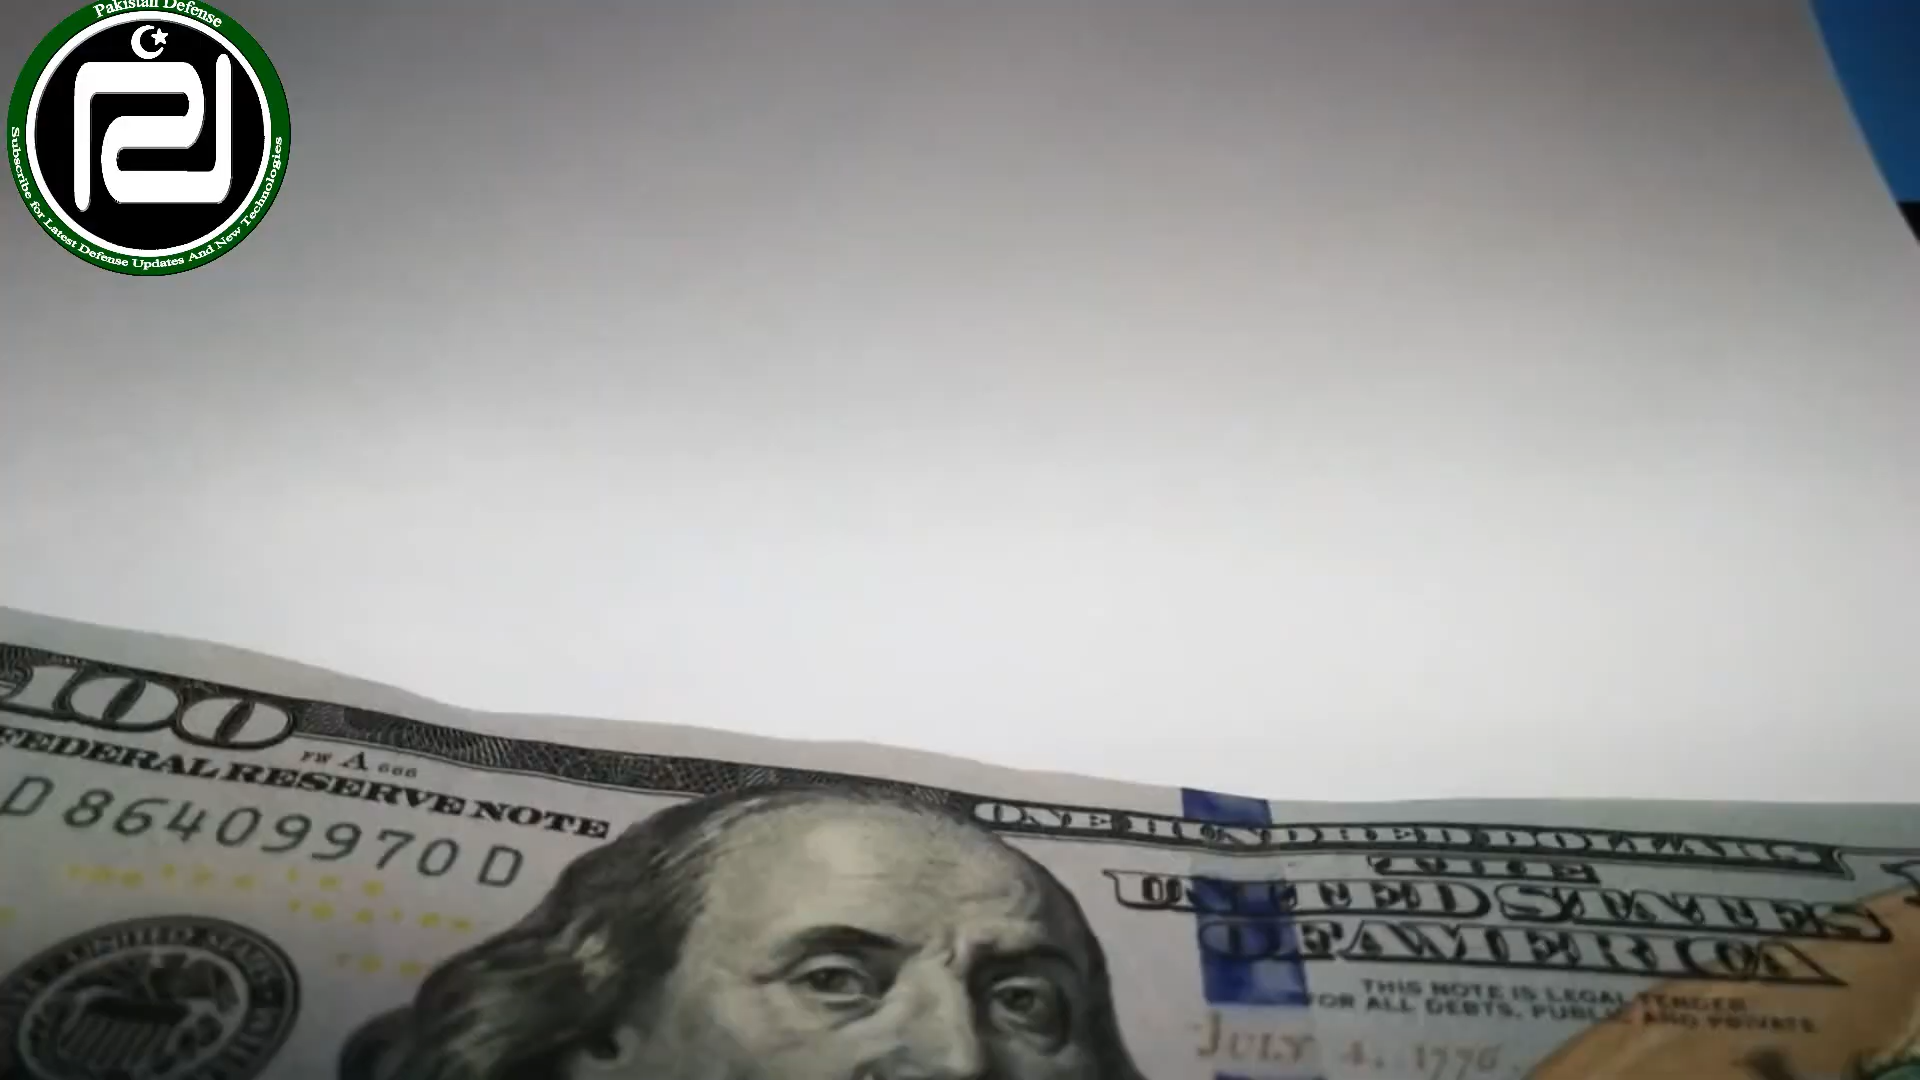 Pakistan Defense
Subscribe for Latest Defense Updates And New Technologies
100
FEDERAL RESERVE NOTE
FW A 666
D 86409970 D
ONE HUNDRED DOLLARS
THE
UNITED STATES
OF AMERICA
THIS NOTE IS LEGAL TENDER
FOR ALL DEBTS, PUBLIC AND PRIVATE
JULY 4, 1776